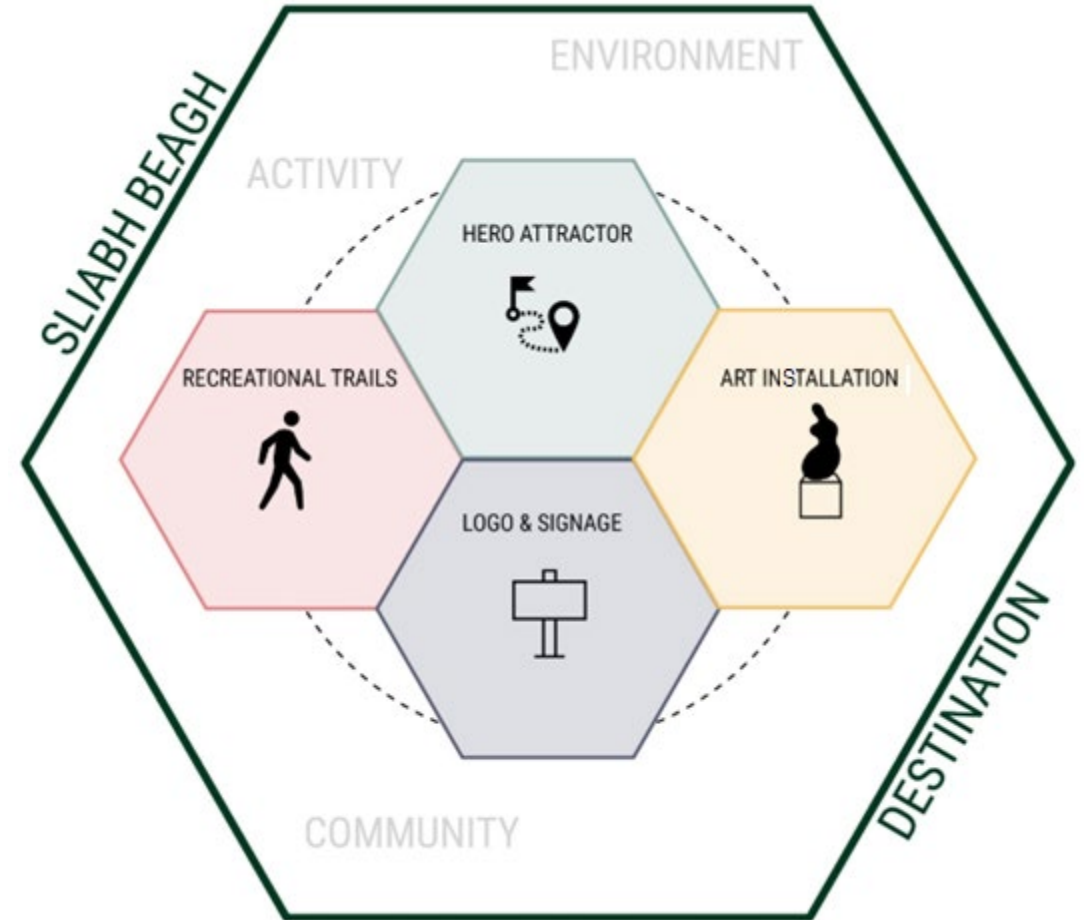 ENVIRONMENT
SLIABH BEAGH
ACTIVITY
HERO ATTRACTOR
RECREATIONAL TRAILS
ART INSTALLATION
LOGO & SIGNAGE
DESTINATION
COMMUNITY